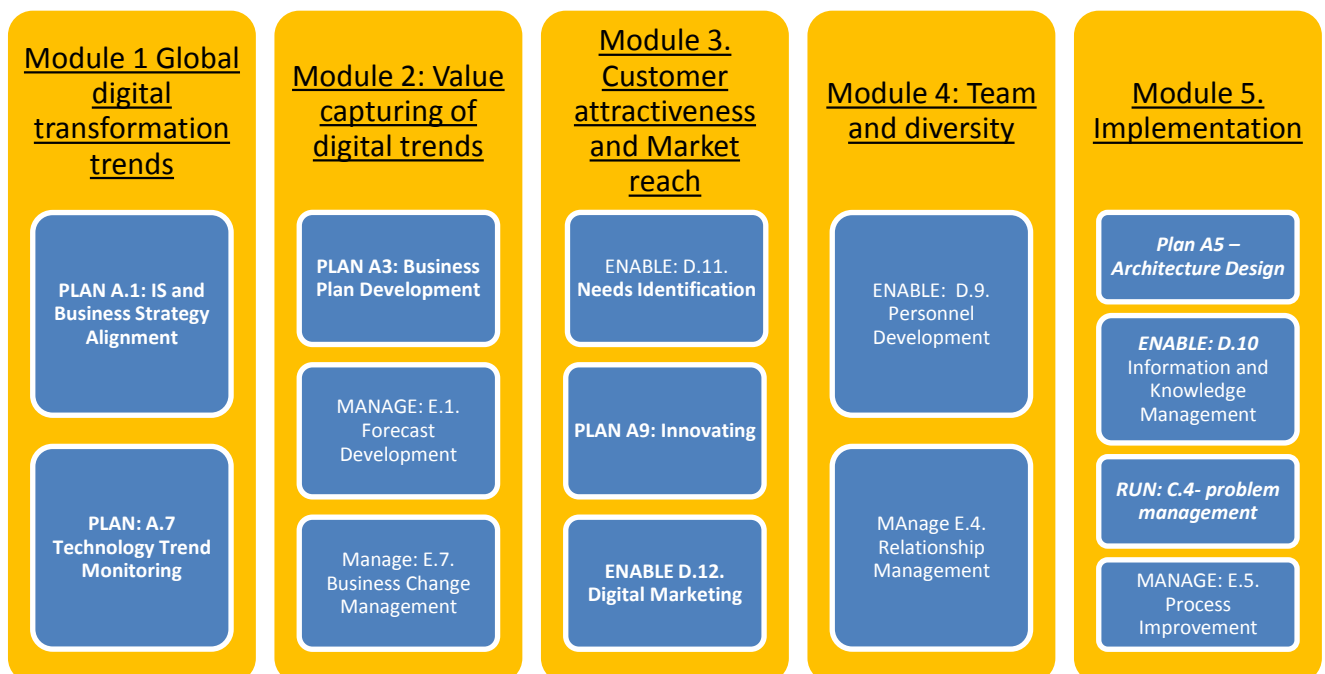 Module 1 Global
digital
transformation
trends
PLAN A.1: IS and
Business Strategy
Alignment
PLAN: A.7
Technology Trend
Monitoring
Module 2: Value
capturing of
digital trends
PLAN A3: Business
Plan Development
MANAGE: E.1.
Forecast
Development
Manage: E.7.
Business Change
Management
Module 3.
Customer
attractiveness
and Market
reach
ENABLE: D.11.
Needs Identification
PLAN A9: Innovating
ENABLE D.12.
Digital Marketing
Module 4: Team
and diversity
ENABLE: D.9.
Personnel
Development
MAnage E.4.
Relationship
Management
Module 5.
Implementation
Plan A5 –
Architecture Design
ENABLE: D.10
Information and
Knowledge
Management
RUN: C.4- problem
management
MANAGE: E.5.
Process
Improvement